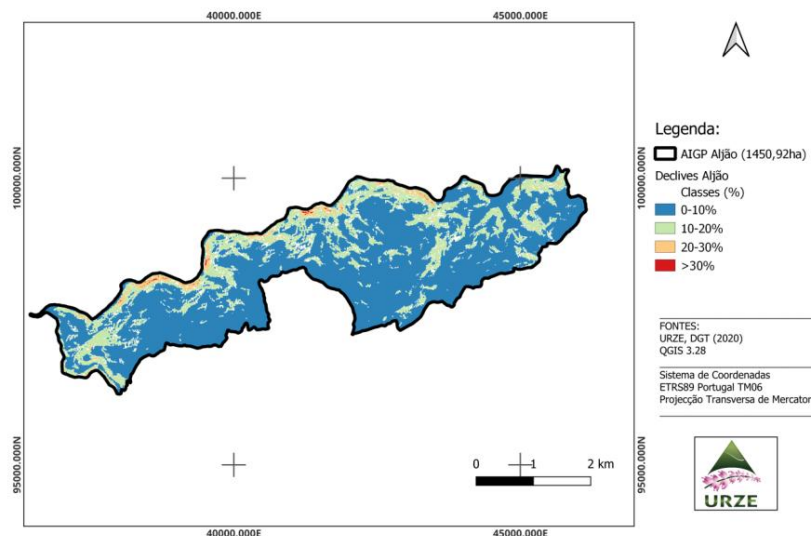 40000.000E
45000.000E
100000.000N
100000.000N
Legenda:
AIGP Aljão (1450,92ha)
Declives Aljão
Classes (%)
0-10%
10-20%
20-30%
>30%
FONTES:
URZE, DGT (2020)
QGIS 3.28
Sistema de Coordenadas
ETRS89 Portugal TM06
Projecção Transversa de Mercator
95000.000N
95000.000N
0 1 2 km
URZE
40000.000E
45000.000E